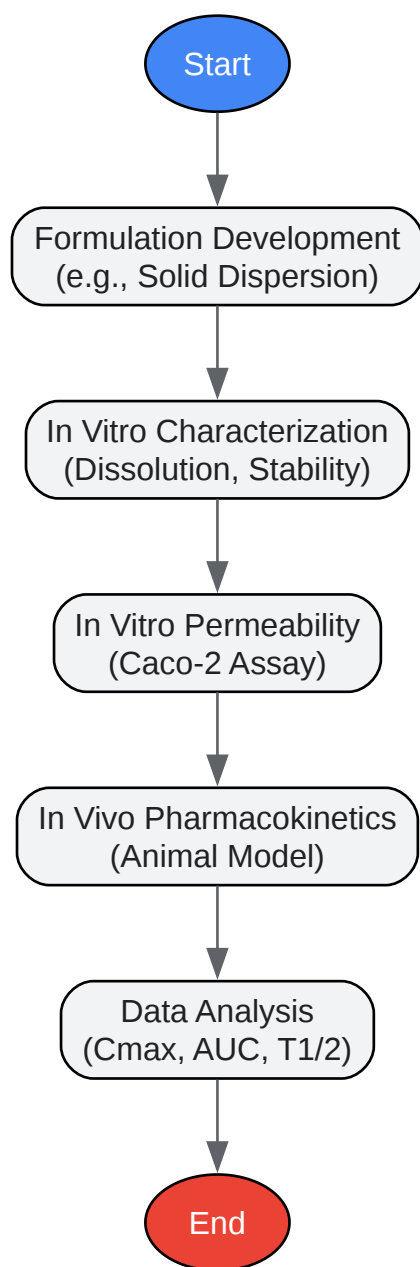 Start
Formulation Development
(e.g., Solid Dispersion)
In Vitro Characterization
(Dissolution, Stability)
In Vitro Permeability
(Caco-2 Assay)
In Vivo Pharmacokinetics
(Animal Model)
Data Analysis
(Cmax, AUC, T1/2)
End